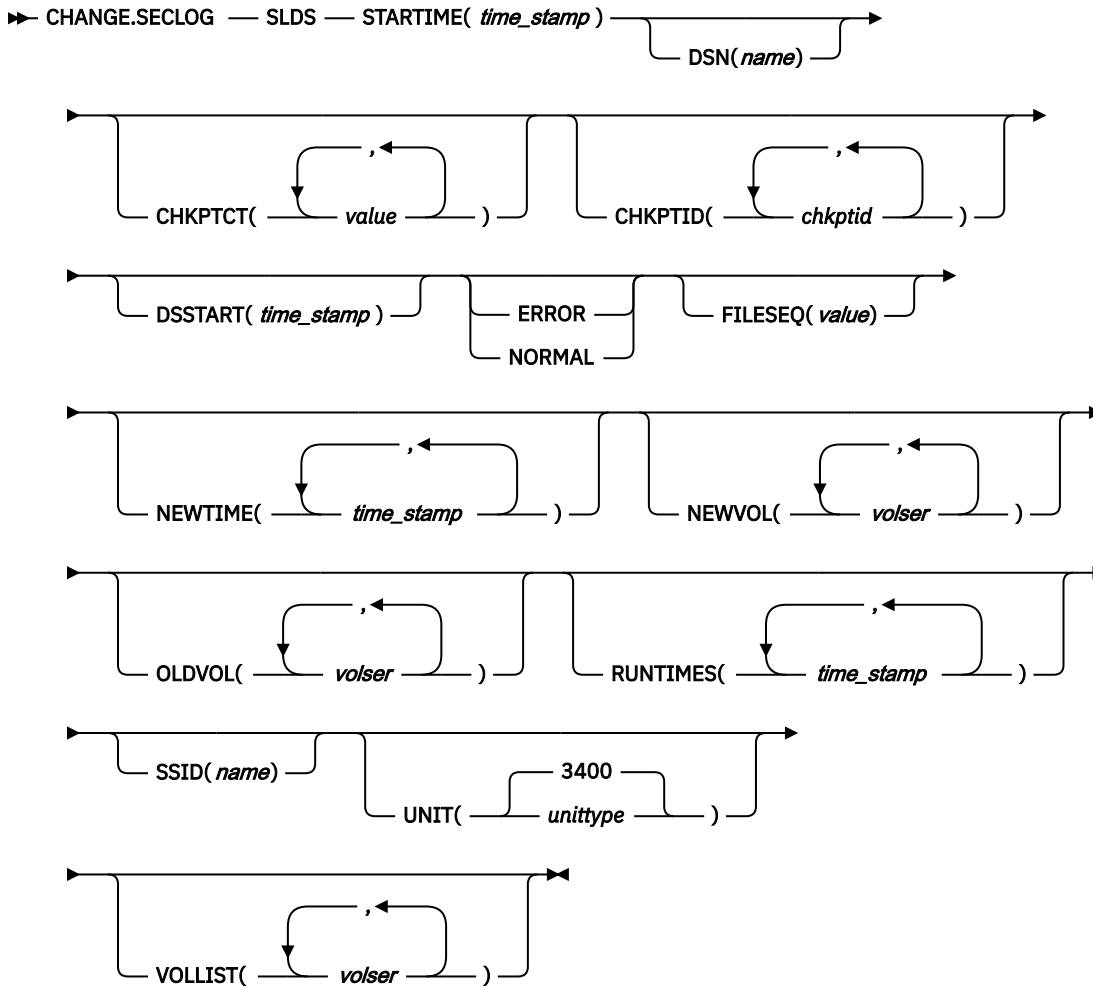 CHANGE.SECLOG SLDS STARTIME( time_stamp )
DSN(name)
, ,
CHKPTCT( value ) CHKPTID( chkptid )
DSSTART( time_stamp ) ERROR FILESEQ( value)
NORMAL
, ,
NEWTIME( time_stamp ) NEWVOL( volser )
, ,
OLDVOL( volser ) RUNTIMES( time_stamp )
SSID( name) 3400
UNIT( unittype )
,
VOLLIST( volser )